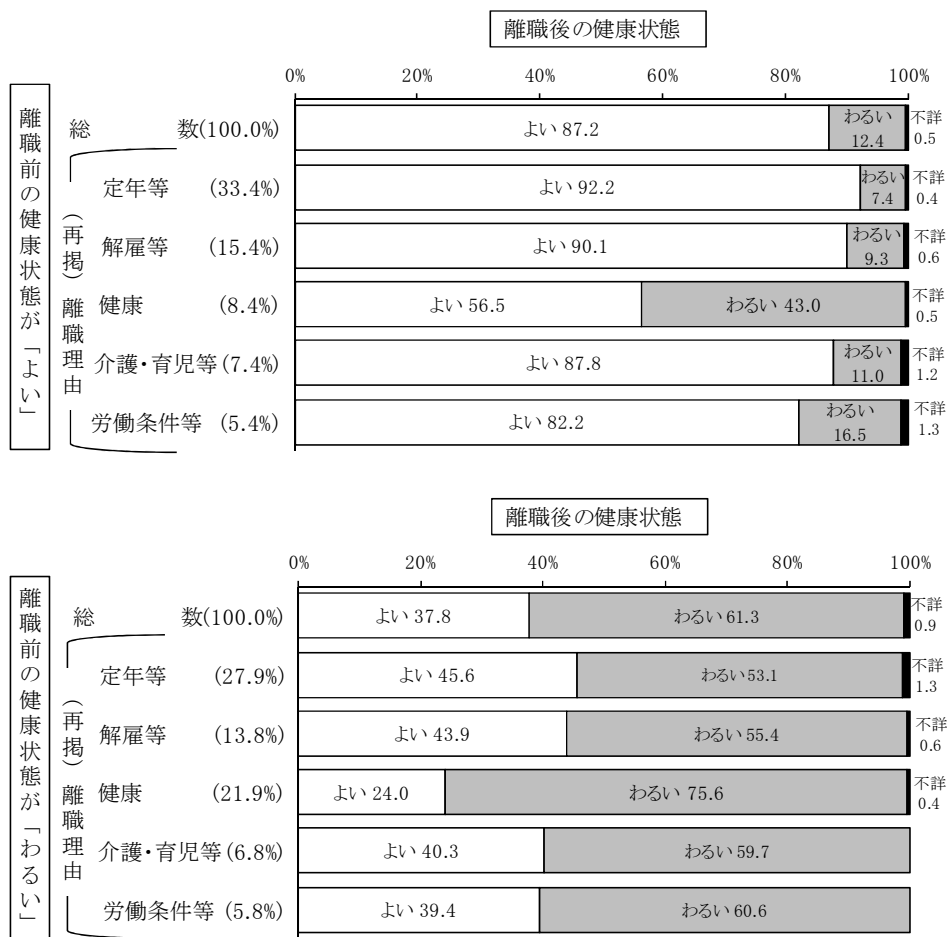 離職後の健康状態
0% 20% 40% 60% 80% 100%
離職前の健康状態が「よい」
(再掲)離職理由
総 数(100.0%) よい 87.2 わるい 12.4 不詳 0.5
定年等 (33.4%) よい 92.2 わるい 7.4 不詳 0.4
解雇等 (15.4%) よい 90.1 わるい 9.3 不詳 0.6
健康 (8.4%) よい 56.5 わるい 43.0 不詳 0.5
介護・育児等(7.4%) よい 87.8 わるい 11.0 不詳 1.2
労働条件等 (5.4%) よい 82.2 わるい 16.5 不詳 1.3
離職後の健康状態
0% 20% 40% 60% 80% 100%
離職前の健康状態が「わるい」
(再掲)離職理由
総 数(100.0%) よい 37.8 わるい 61.3 不詳 0.9
定年等 (27.9%) よい 45.6 わるい 53.1 不詳 1.3
解雇等 (13.8%) よい 43.9 わるい 55.4 不詳 0.6
健康 (21.9%) よい 24.0 わるい 75.6 不詳 0.4
介護・育児等(6.8%) よい 40.3 わるい 59.7
労働条件等 (5.8%) よい 39.4 わるい 60.6